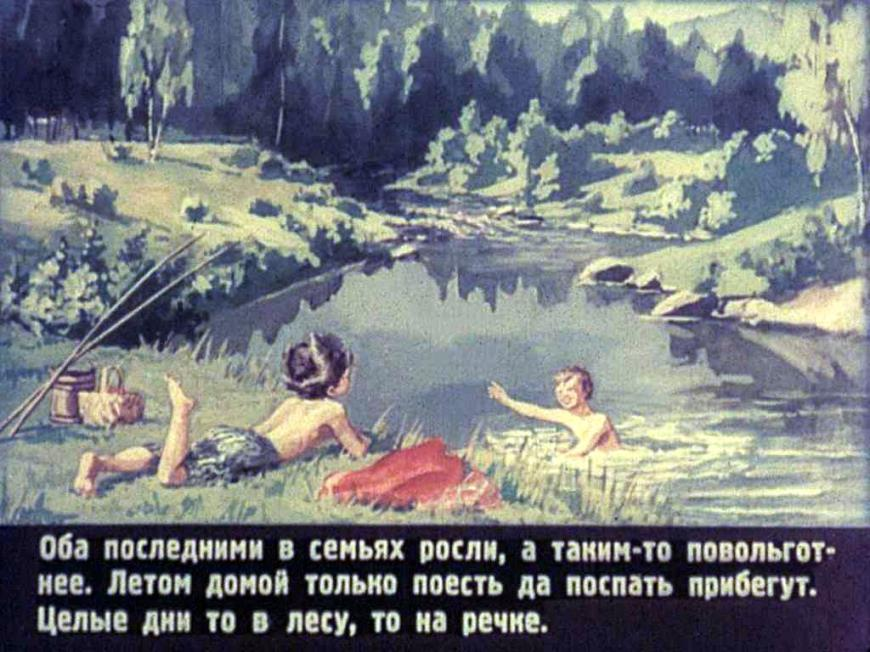 Оба последними в семьях росли, а таким-то повольгот-
нее. Летом домой только поесть да поспать прибегут.
Целые дни то в лесу, то на речке.